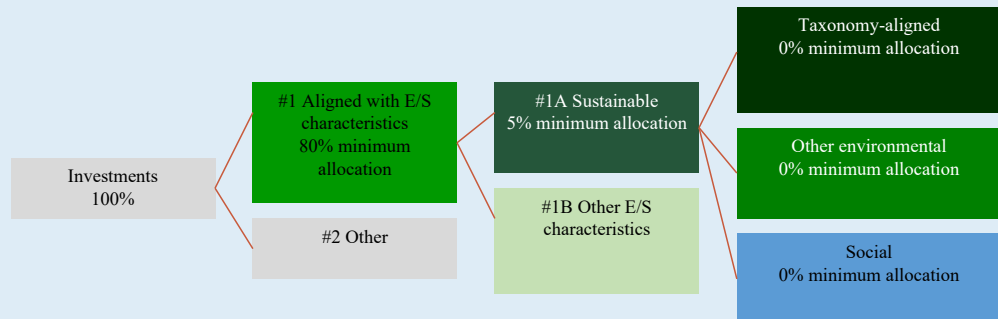 Investments
100%
#1 Aligned with E/S
characteristics
80% minimum
allocation
#2 Other
#1A Sustainable
5% minimum allocation
#1B Other E/S
characteristics
Taxonomy-aligned
0% minimum allocation
Other environmental
0% minimum allocation
Social
0% minimum allocation